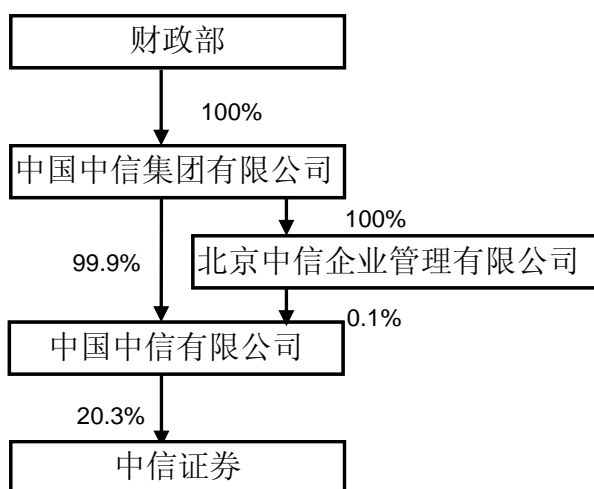 财政部
100%
中国中信集团有限公司
100%
99.9%
北京中信企业管理有限公司
0.1%
中国中信有限公司
20.3%
中信证券